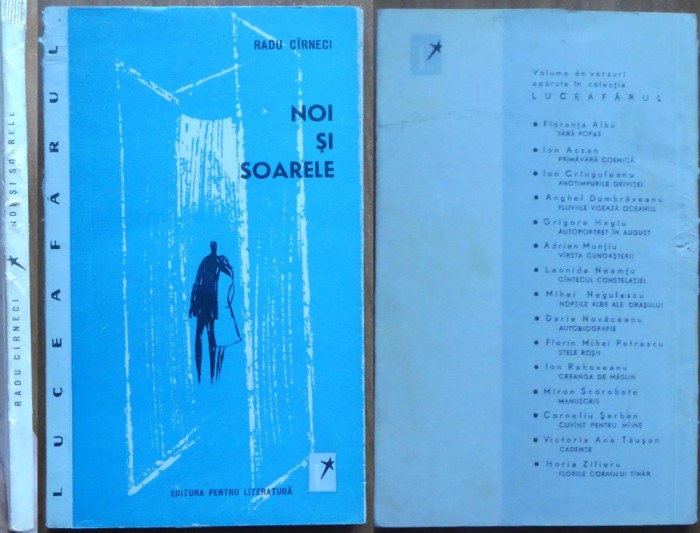 RADU CÎRNECI NOI ȘI SOARELE
LUCEAFARUL
RADU CÎRNECI
NOI
ȘI
SOARELE
EDITURA PENTRU LITERATURĂ
L
Volume de versuri
apărute în colecția
LUCEAFĂRUL
• Florența Albu
FĂRĂ POPAS
• Ion Acsan
PRIMĂVARĂ COSMICĂ
• Ion Crînguleanu
ANOTIMPURILE GRIVIȚEI
• Anghel Dumbrăveanu
FLUVIILE VISEAZĂ OCEANUL
• Grigore Hagiu
AUTOPORTRET ÎN AUGUST
• Adrian Munțiu
VÎRSTA CUNOAȘTERII
• Leonida Neamțu
CÎNTECUL CONSTELAȚIEI
• Mihai Negulescu
NOPȚILE ALBE ALE ORAȘULUI
• Darie Novăceanu
AUTOBIOGRAFIE
• Florin Mihai Petrescu
STELE ROȘII
• Ion Rahoveanu
CREANGA DE MĂSLIN
• Miron Scorobete
MANUSCRIS
• Corneliu Șerban
CUVÎNT PENTRU MÎINE
• Victoria Ana Tăușan
CADENȚE
• Horia Zilieru
FLORILE CORNULUI TÎNĂR